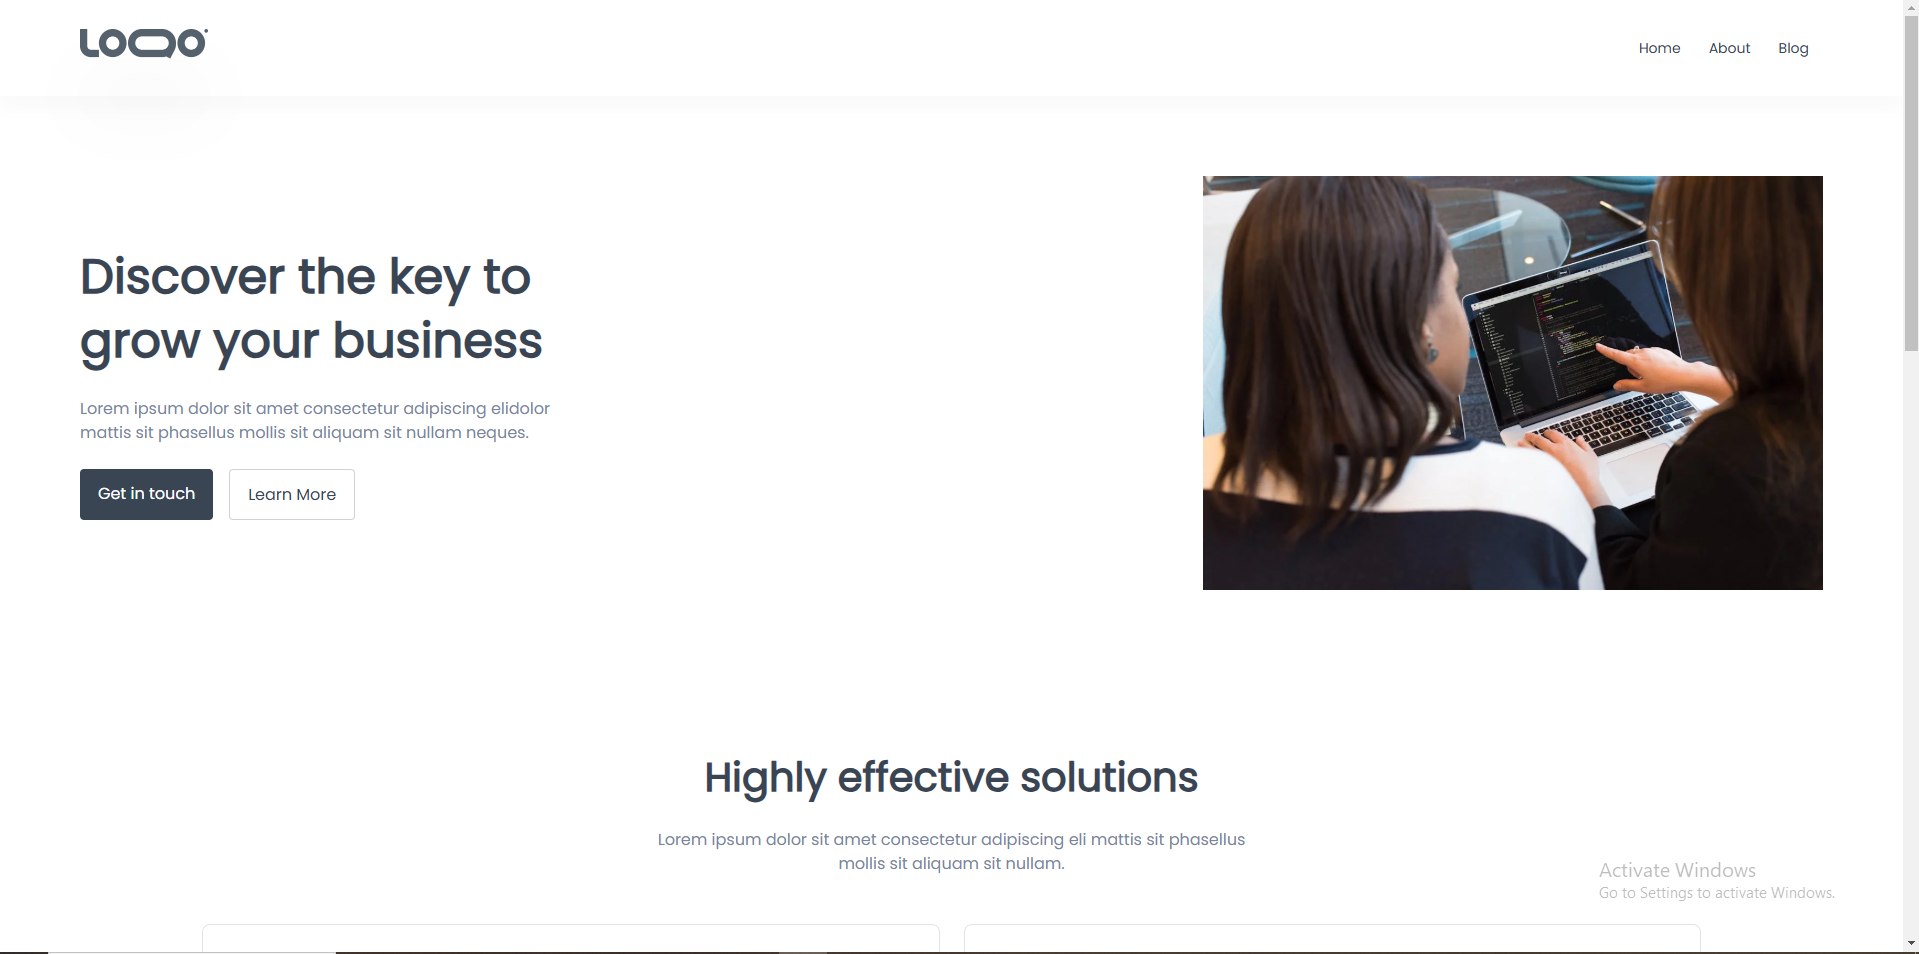 LOQO
Home About Blog
Discover the key to
grow your business
Lorem ipsum dolor sit amet consectetur adipiscing elidolor
mattis sit phasellus mollis sit aliquam sit nullam neques.
Get in touch Learn More
Highly effective solutions
Lorem ipsum dolor sit amet consectetur adipiscing eli mattis sit phasellus
mollis sit aliquam sit nullam.
Activate Windows
Go to Settings to activate Windows.